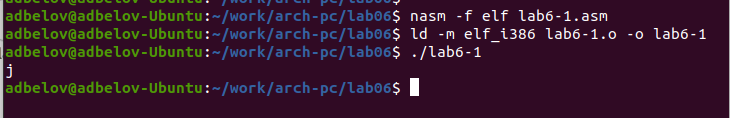 adbelov@adbelov-Ubuntu:~/work/arch-pc/lab06$ nasm -f elf lab6-1.asm
adbelov@adbelov-Ubuntu:~/work/arch-pc/lab06$ ld -m elf_i386 lab6-1.o -o lab6-1
adbelov@adbelov-Ubuntu:~/work/arch-pc/lab06$ ./lab6-1
j
adbelov@adbelov-Ubuntu:~/work/arch-pc/lab06$